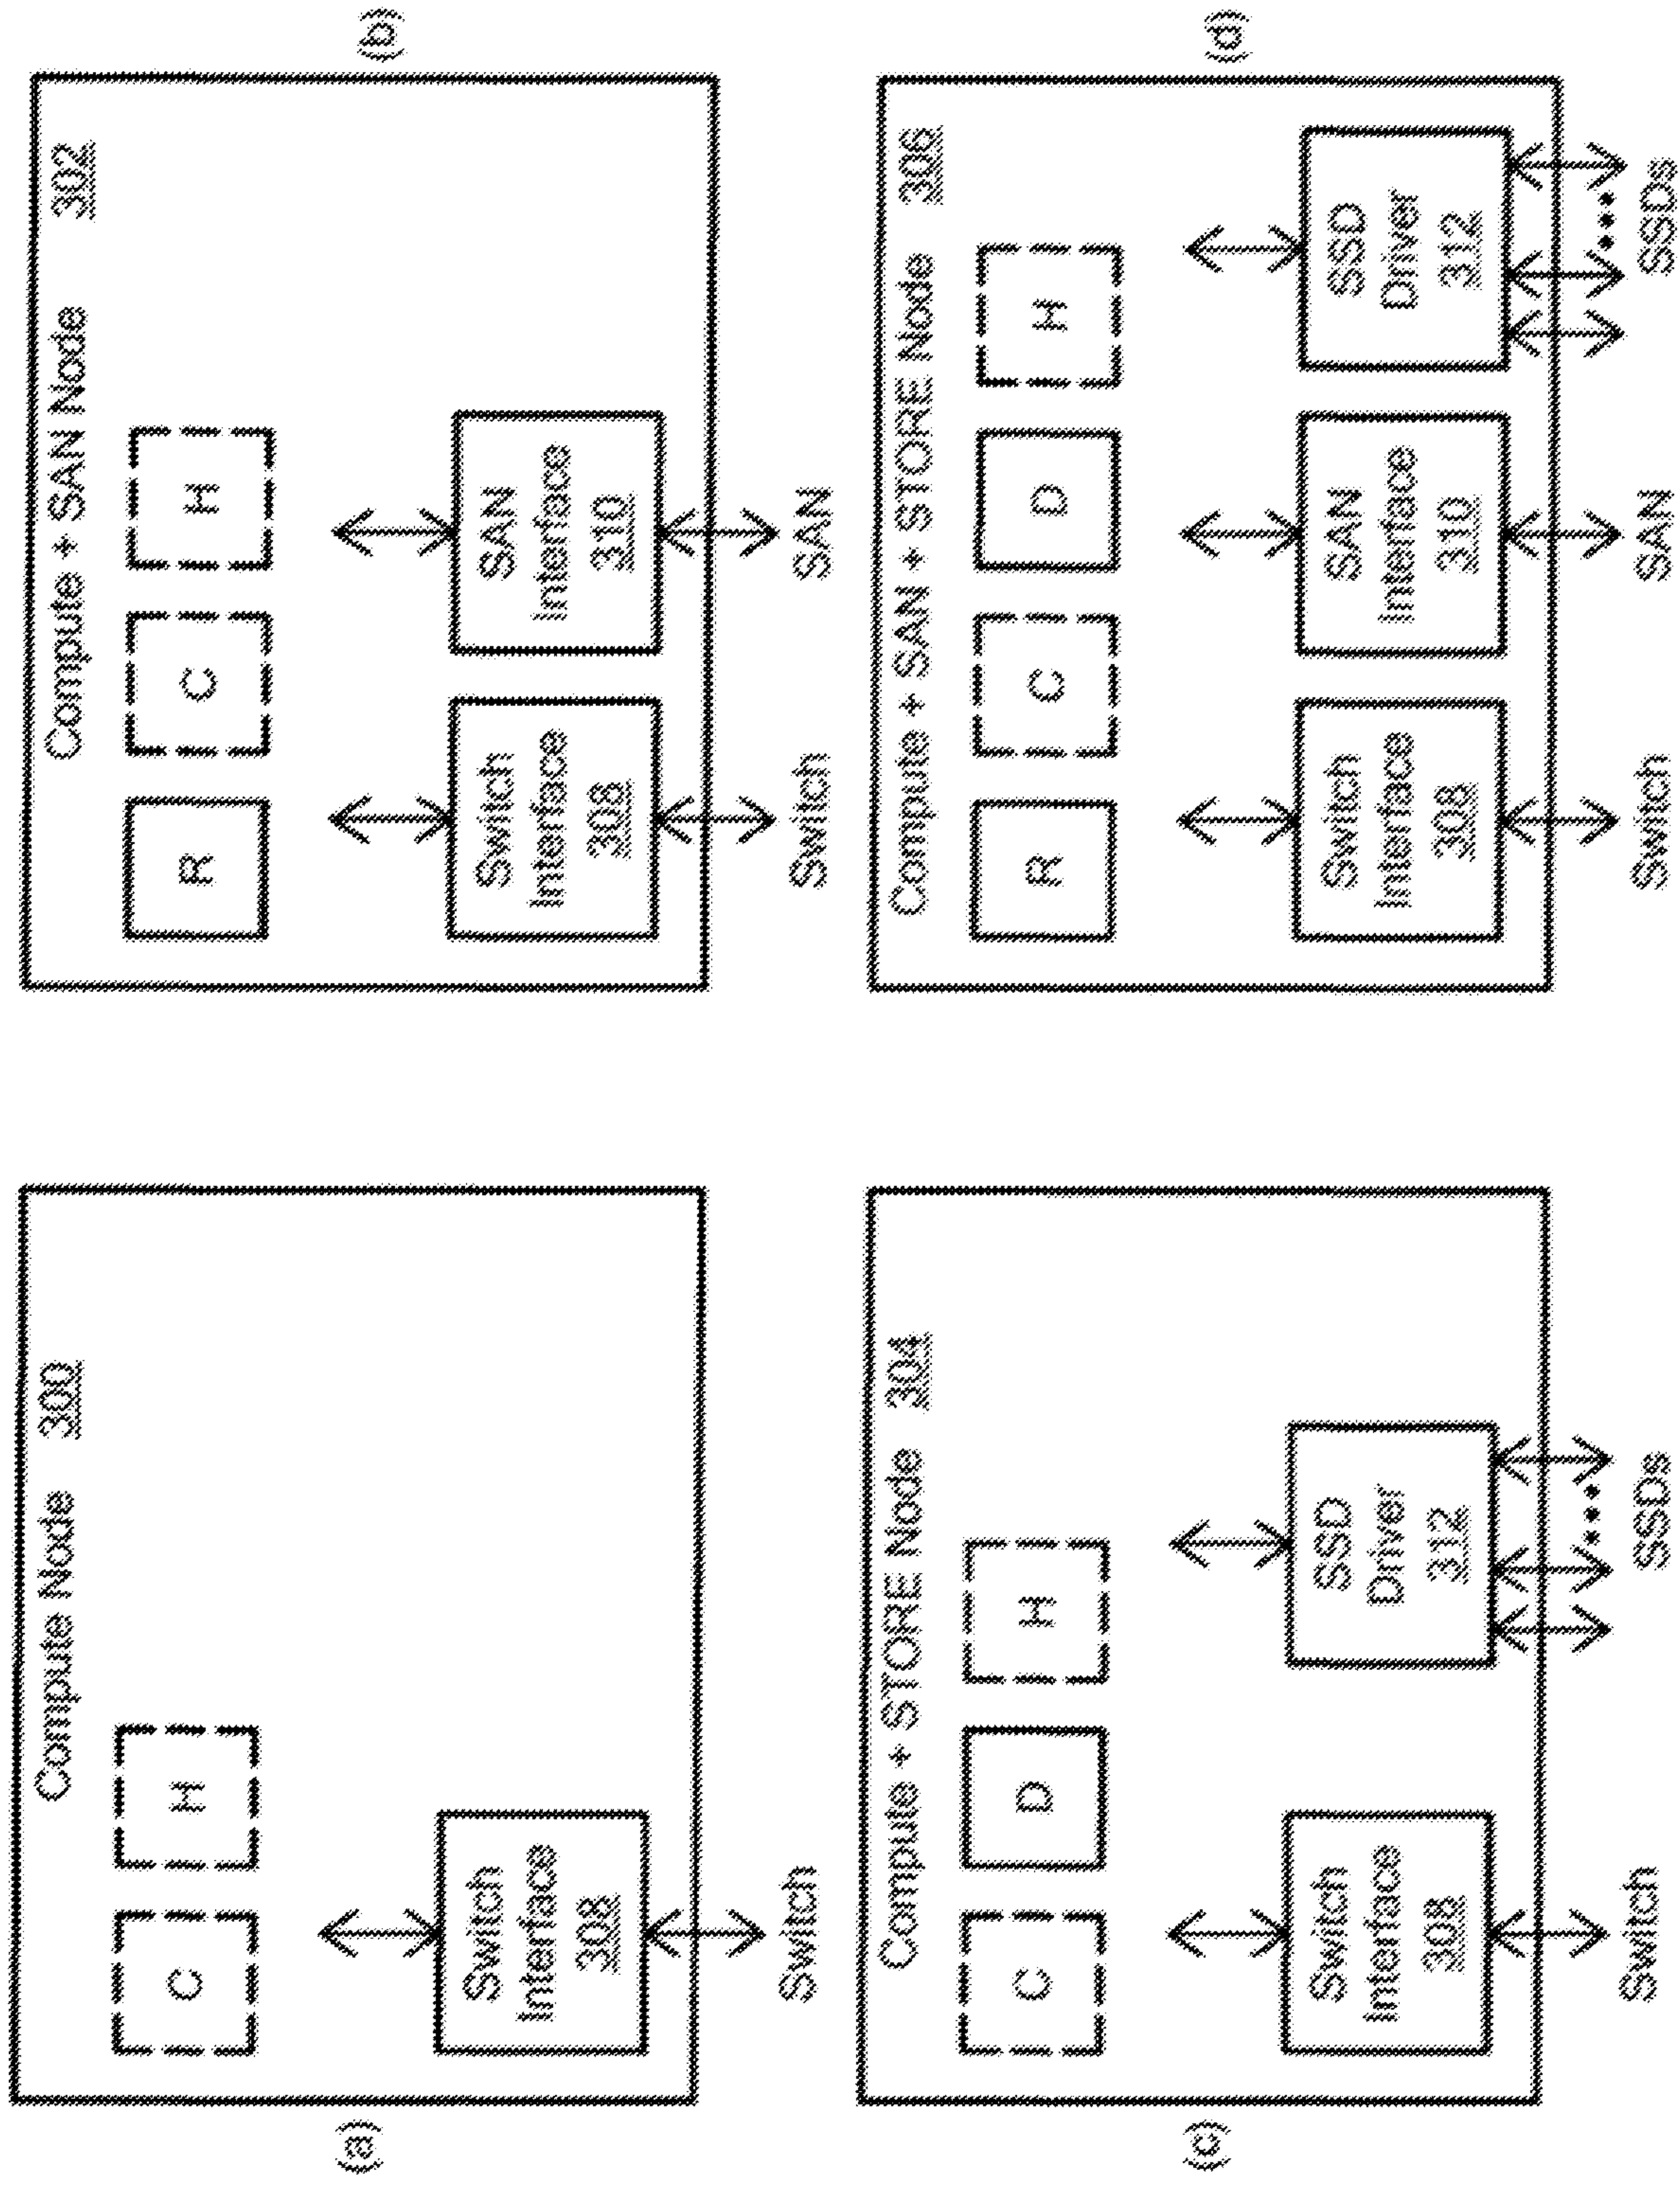 (a)
Compute Node 300
C
H
Switch
Interface
308
Switch
(b)
Compute + SAN Node 302
R
C
H
Switch
Interface
308
SAN
Interface
310
Switch
SAN
(c)
Compute + STORE Node 304
C
D
H
Switch
Interface
308
SSD
Driver
312
Switch
SSDs
(d)
Compute + SAN + STORE Node 306
R
C
D
H
Switch
Interface
308
SAN
Interface
310
SSD
Driver
312
Switch
SAN
SSDs